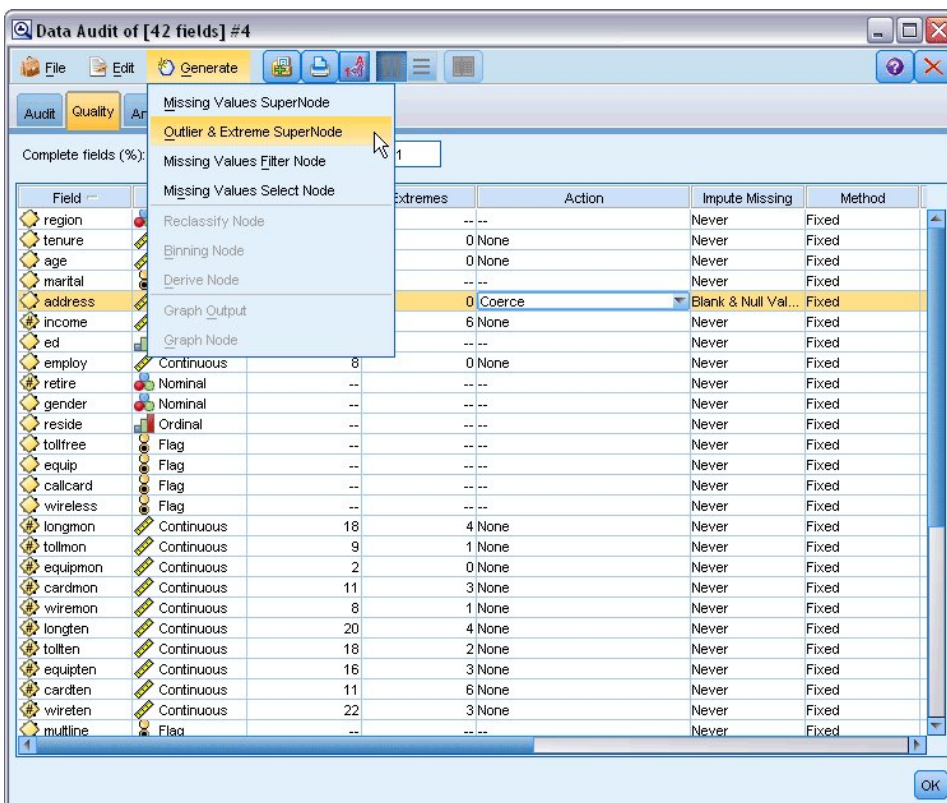 Data Audit of [42 fields] #4
File Edit Generate
Audit Quality An
Missing Values SuperNode
Outlier & Extreme SuperNode
Missing Values Filter Node
Missing Values Select Node
Reclassify Node
Binning Node
Derive Node
Graph Output
Graph Node
Complete fields (%): 1
Field Extremes Action Impute Missing Method
region -- -- Never Fixed
tenure 0 None Never Fixed
age 0 None Never Fixed
marital -- -- Never Fixed
address 0 Coerce Blank & Null Val... Fixed
income 6 None Never Fixed
ed -- -- Never Fixed
employ Continuous 8 0 None Never Fixed
retire Nominal -- -- -- Never Fixed
gender Nominal -- -- -- Never Fixed
reside Ordinal -- -- -- Never Fixed
tollfree Flag -- -- -- Never Fixed
equip Flag -- -- -- Never Fixed
callcard Flag -- -- -- Never Fixed
wireless Flag -- -- -- Never Fixed
longmon Continuous 18 4 None Never Fixed
tollmon Continuous 9 1 None Never Fixed
equipmon Continuous 2 0 None Never Fixed
cardmon Continuous 11 3 None Never Fixed
wiremon Continuous 8 1 None Never Fixed
longten Continuous 20 4 None Never Fixed
tollten Continuous 18 2 None Never Fixed
equipten Continuous 16 3 None Never Fixed
cardten Continuous 11 6 None Never Fixed
wireten Continuous 22 3 None Never Fixed
multline Flag -- -- -- Never Fixed
OK